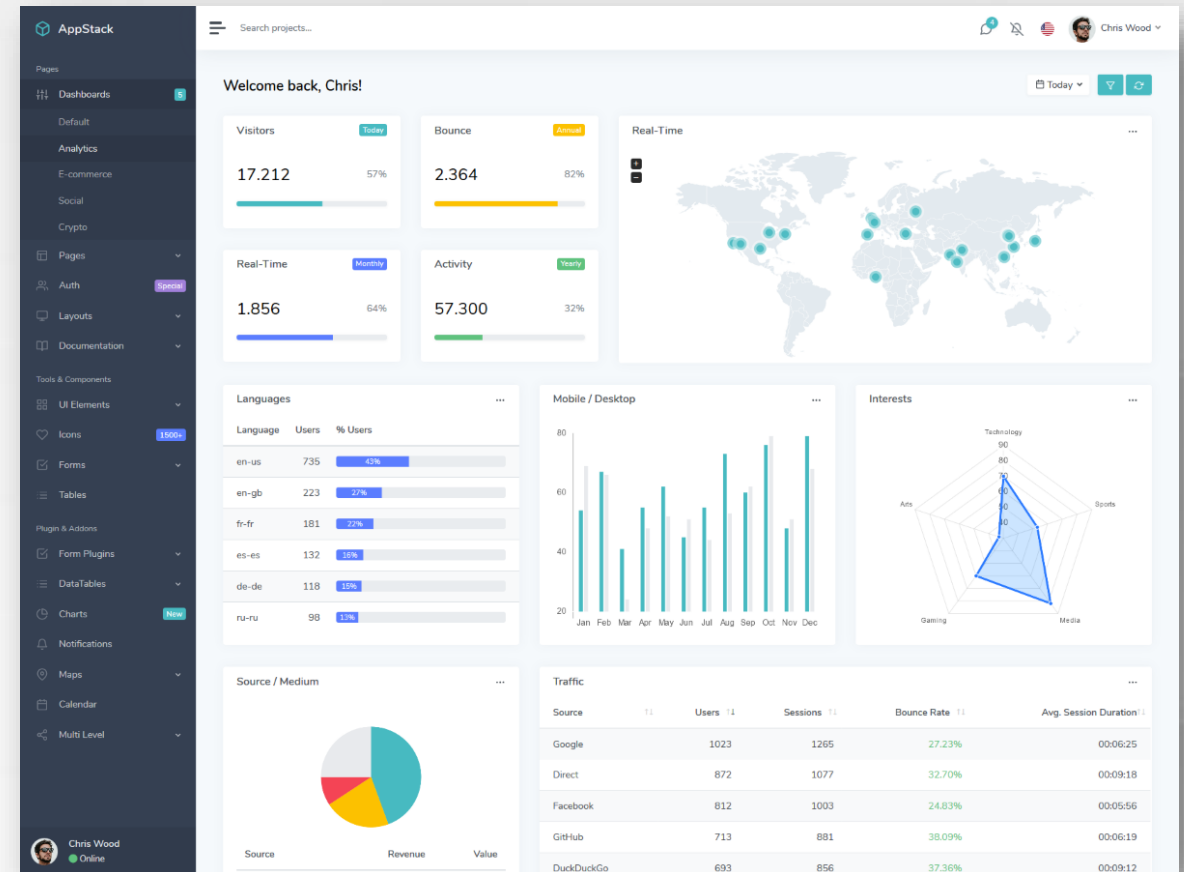 AppStack
Search projects...
4
Chris Wood
Pages
Dashboards 5
Default
Analytics
E-commerce
Social
Crypto
Pages
Auth Special
Layouts
Documentation
Tools & Components
UI Elements
Icons 1500+
Forms
Tables
Plugin & Addons
Form Plugins
DataTables
Charts New
Notifications
Maps
Calendar
Multi Level
Chris Wood
Online
Welcome back, Chris!
Today
Visitors Today
17.212 57%
Bounce Annual
2.364 82%
Real-Time Monthly
1.856 64%
Activity Yearly
57.300 32%
Real-Time ...
+
−
Languages ...
Language Users % Users
en-us 735 43%
en-gb 223 27%
fr-fr 181 22%
es-es 132 16%
de-de 118 15%
ru-ru 98 13%
Mobile / Desktop ...
80
60
40
20
Jan Feb Mar Apr May Jun Jul Aug Sep Oct Nov Dec
Interests ...
Technology
90
80
70
60
50
40
Arts
Sports
Gaming
Media
Source / Medium ...
Source Revenue Value
Traffic ...
Source Users Sessions Bounce Rate Avg. Session Duration
Google 1023 1265 27.23% 00:06:25
Direct 872 1077 32.70% 00:09:18
Facebook 812 1003 24.83% 00:05:56
GitHub 713 881 38.09% 00:06:19
DuckDuckGo 693 856 37.36% 00:09:12